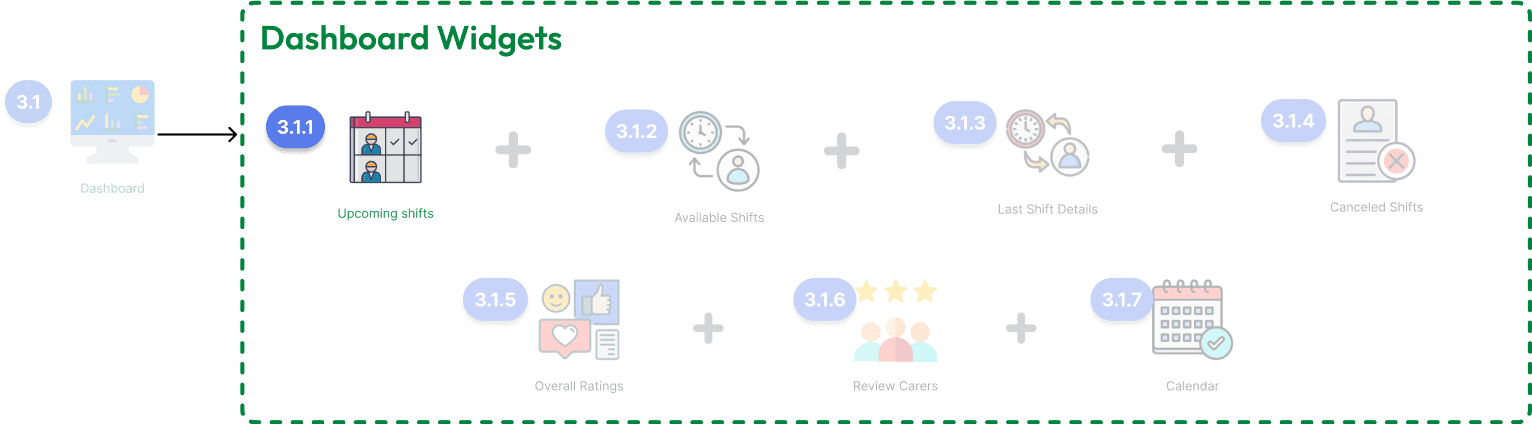 Dashboard Widgets
3.1
Dashboard
3.1.1
Upcoming shifts
3.1.2
Available Shifts
3.1.3
Last Shift Details
3.1.4
Canceled Shifts
3.1.5
Overall Ratings
3.1.6
Review Carers
3.1.7
Calendar